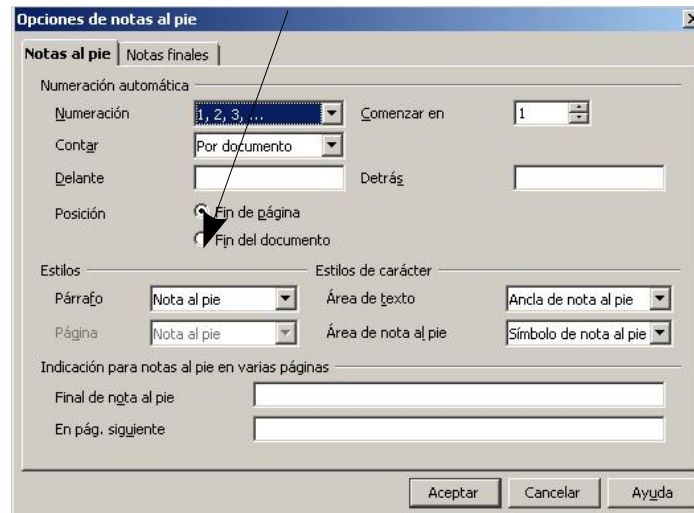 Opciones de notas al pie
Notas al pie Notas finales
Numeración automática
Numeración 1, 2, 3, ... Comenzar en 1
Contar Por documento
Delante Detrás
Posición Fin de página
Fin del documento
Estilos Estilos de carácter
Párrafo Nota al pie Área de texto Ancla de nota al pie
Página Nota al pie Área de nota al pie Símbolo de nota al pie
Indicación para notas al pie en varias páginas
Final de nota al pie
En pág. siguiente
Aceptar Cancelar Ayuda